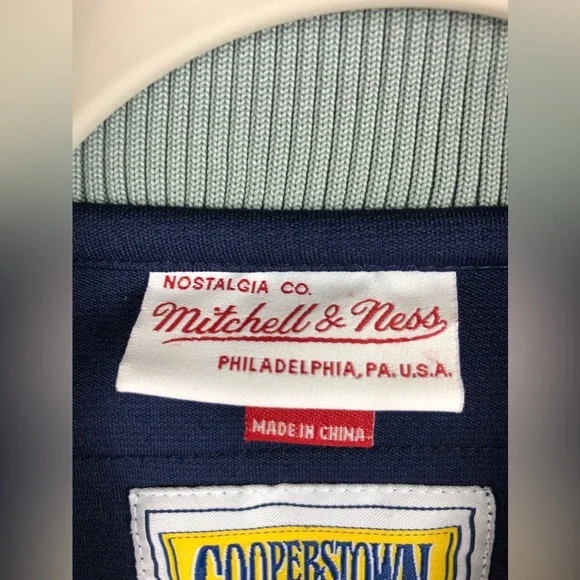 NOSTALGIA CO.
Mitchell & Ness
PHILADELPHIA, PA. U.S.A.
MADE IN CHINA
COOPERSTOWN